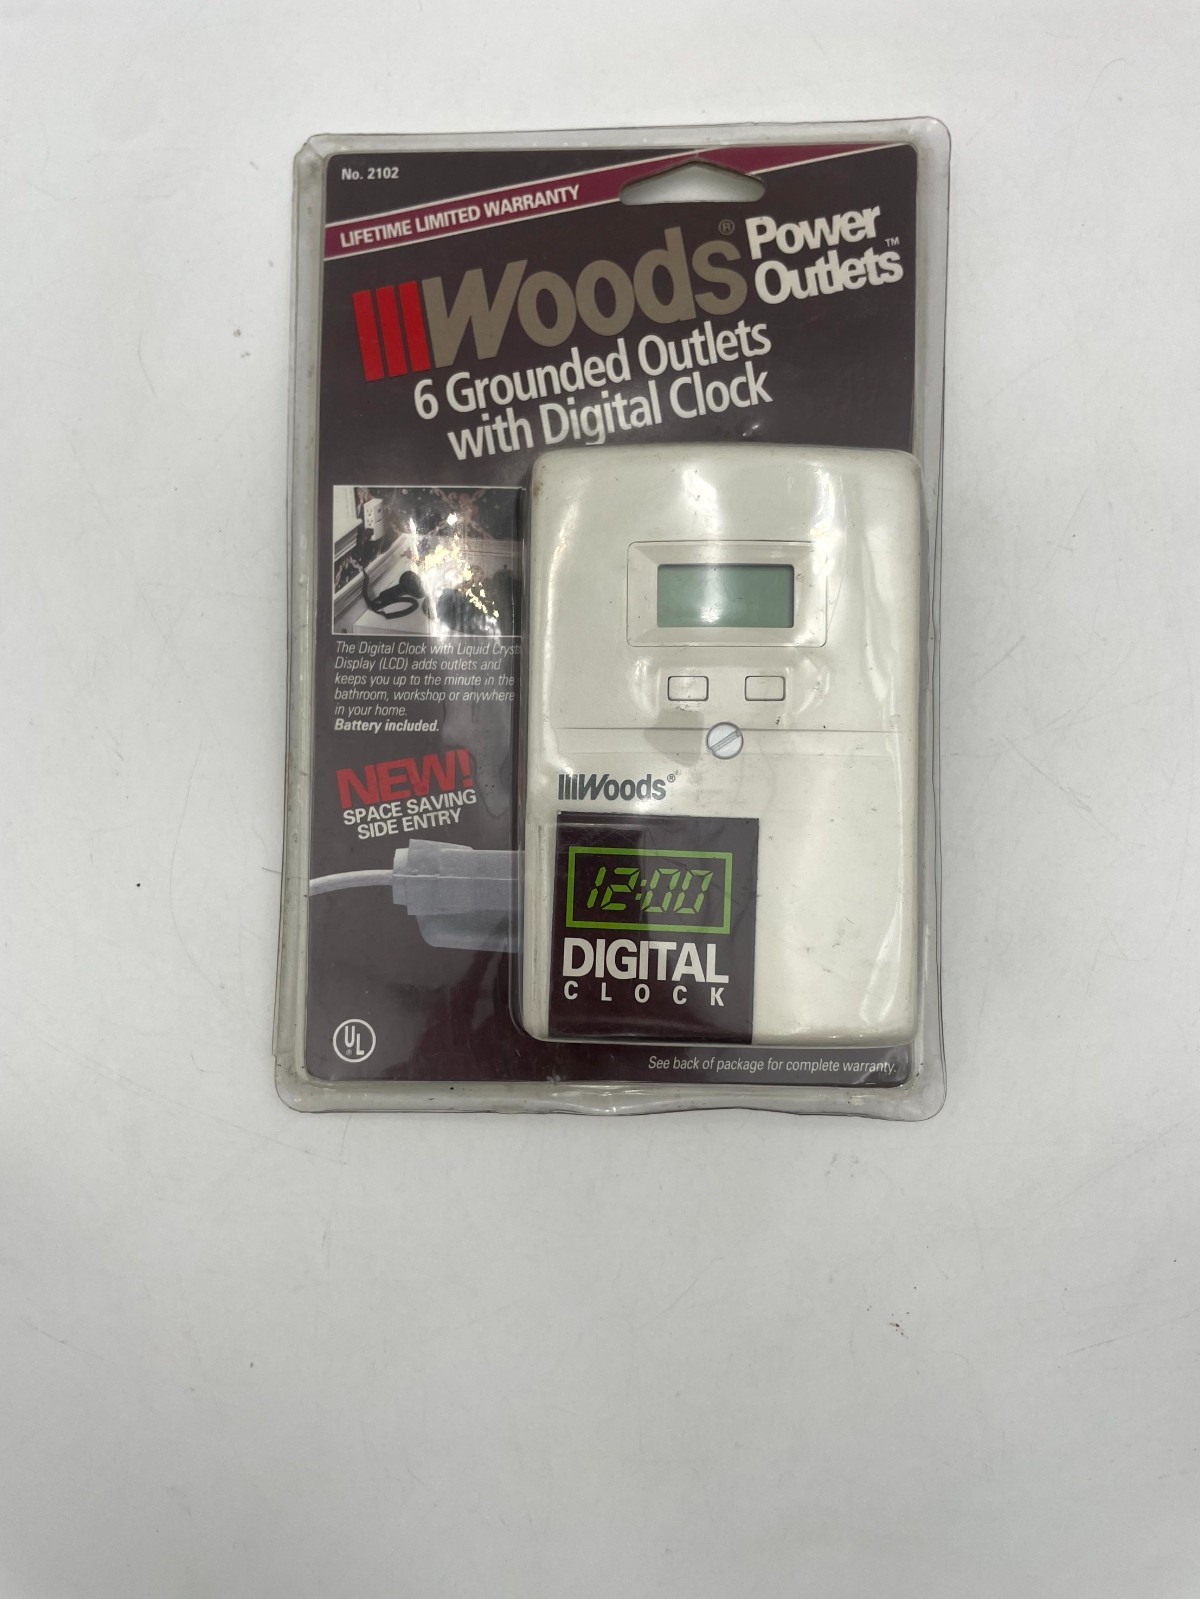 No. 2102
LIFETIME LIMITED WARRANTY
Woods® Power
Outlets™
6 Grounded Outlets
with Digital Clock
The Digital Clock with Liquid Cryst
Display (LCD) adds outlets and
keeps you up to the minute in the
bathroom, workshop or anywhere
in your home.
Battery included.
NEW!
SPACE SAVING
SIDE ENTRY
Woods®
12:00
DIGITAL
CLOCK
UL®
See back of package for complete warranty.